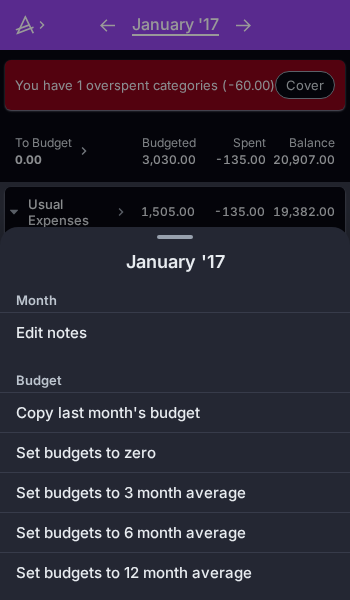 January '17
You have 1 overspent categories (-60.00) Cover
To Budget Budgeted Spent Balance
0.00 3,030.00 -135.00 20,907.00
Usual Expenses 1,505.00 -135.00 19,382.00
January '17
Month
Edit notes
Budget
Copy last month's budget
Set budgets to zero
Set budgets to 3 month average
Set budgets to 6 month average
Set budgets to 12 month average